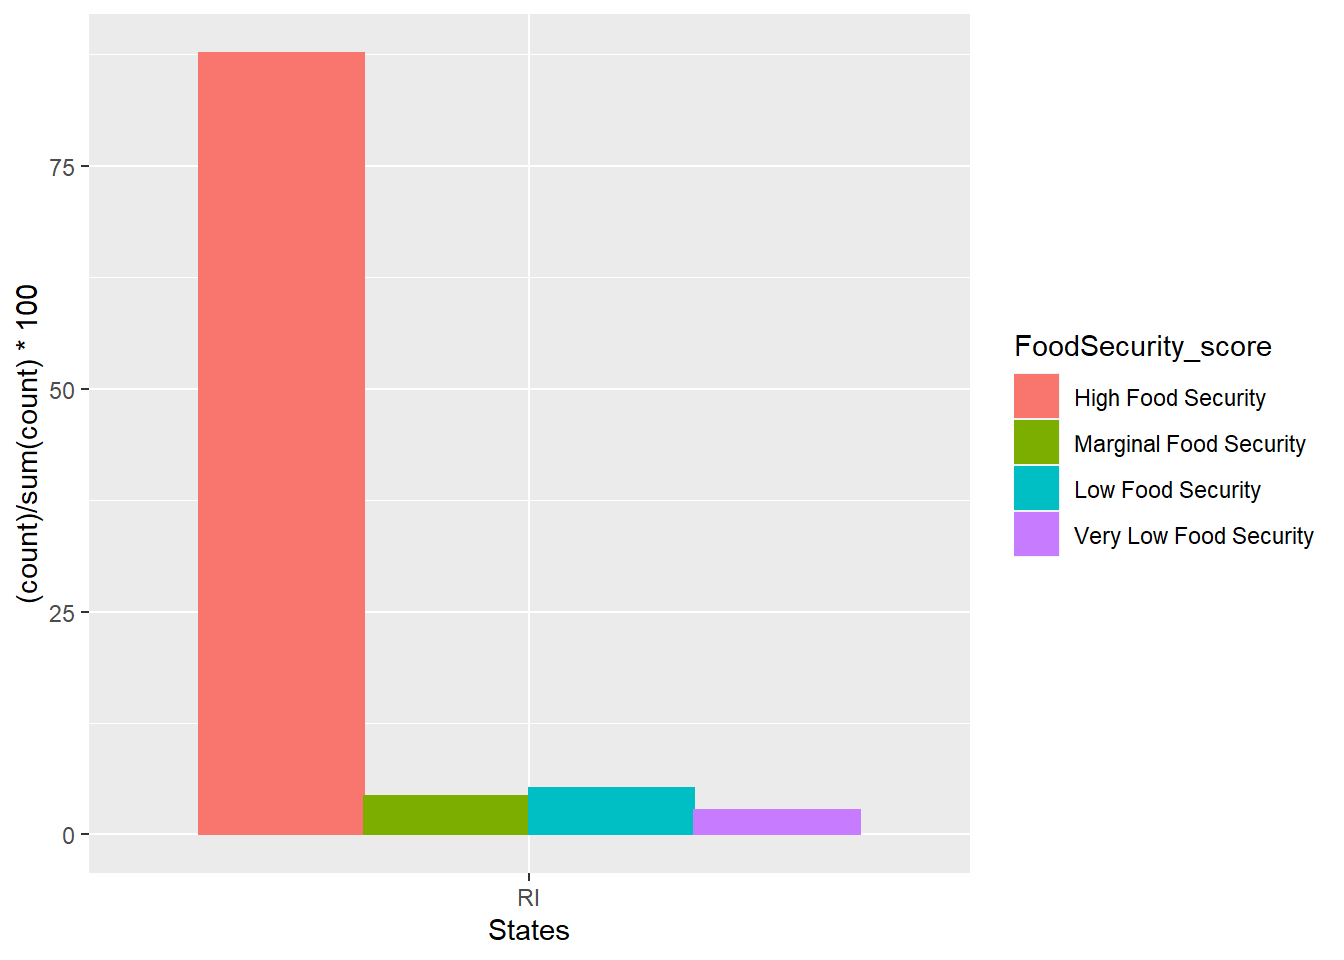 (count)/sum(count) * 100
75
50
25
0
RI
States
FoodSecurity_score
High Food Security
Marginal Food Security
Low Food Security
Very Low Food Security